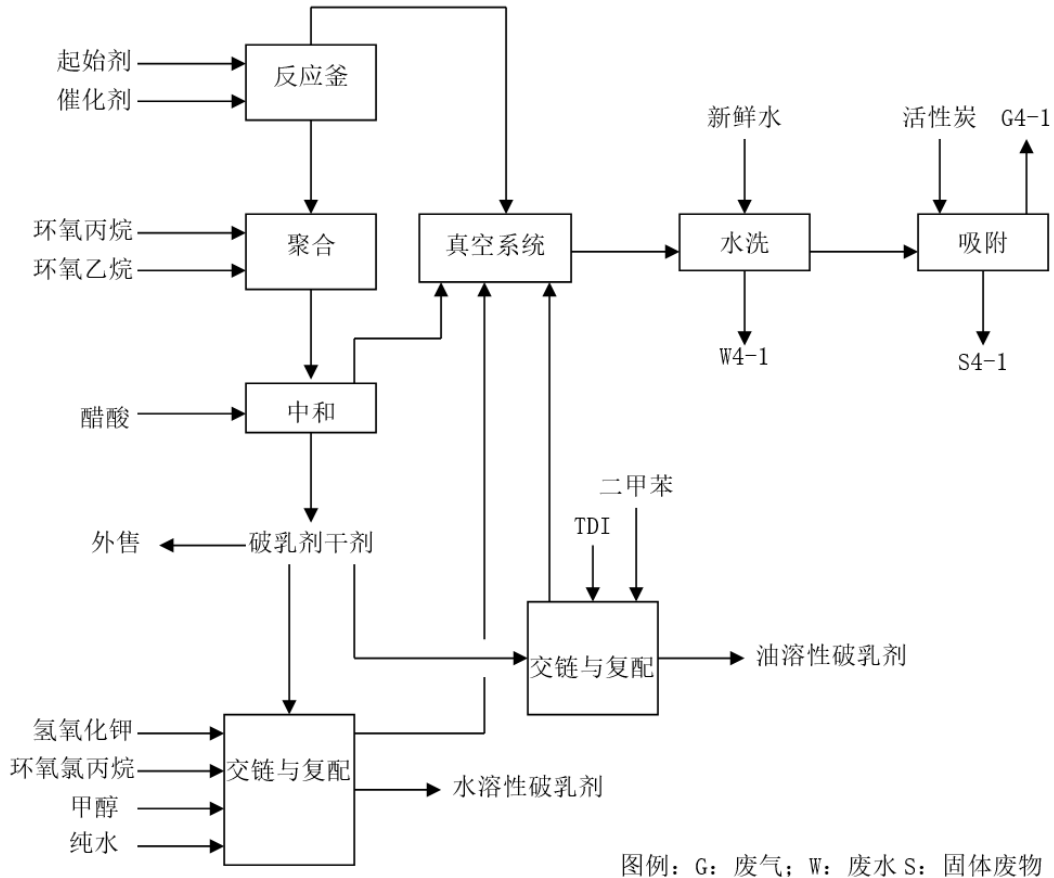 起始剂
催化剂
反应釜
新鲜水
活性炭
G4-1
环氧丙烷
环氧乙烷
聚合
真空系统
水洗
吸附
W4-1
S4-1
醋酸
中和
二甲苯
TDI
外售
破乳剂干剂
交链与复配
油溶性破乳剂
氢氧化钾
环氧氯丙烷
甲醇
纯水
交链与复配
水溶性破乳剂
图例：G：废气；W：废水 S：固体废物